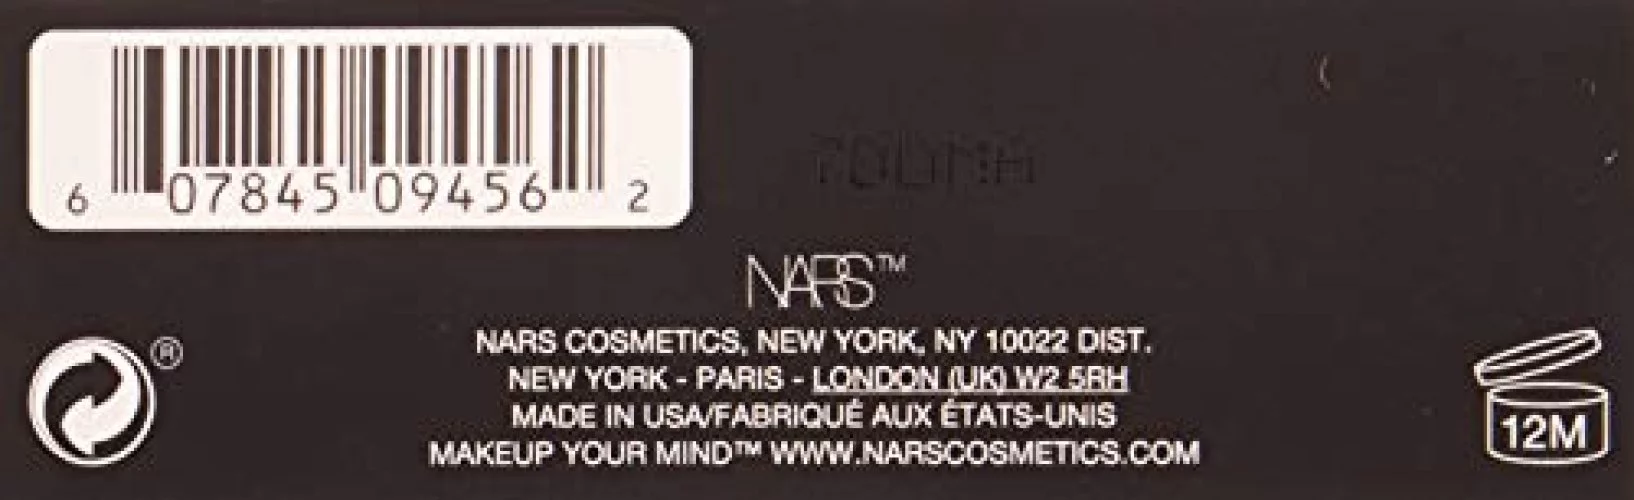 6 07845 09456 2
NARS™
®
NARS COSMETICS, NEW YORK, NY 10022 DIST.
NEW YORK - PARIS - LONDON (UK) W2 5RH
MADE IN USA/FABRIQUÉ AUX ÉTATS-UNIS
MAKEUP YOUR MIND™ WWW.NARSCOSMETICS.COM
12M